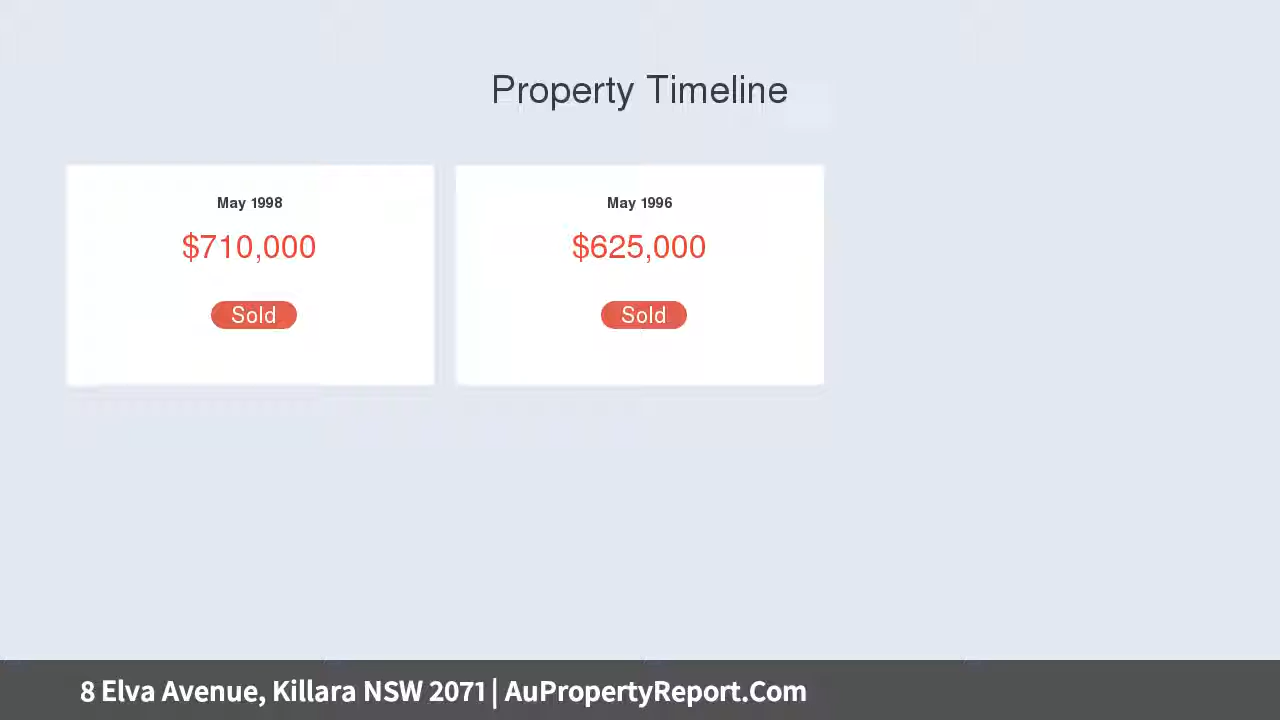 Property Timeline
May 1998
$710,000
Sold
May 1996
$625,000
Sold
8 Elva Avenue, Killara NSW 2071 | AuPropertyReport.Com